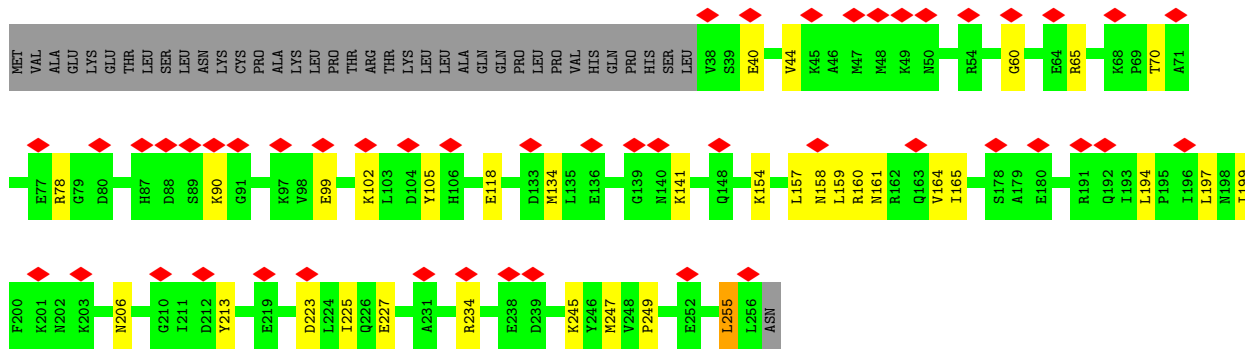 MET VAL ALA GLU LYS GLU THR LEU SER LEU ASN LYS CYS PRO ALA LYS LEU PRO THR ARG THR LYS LEU LEU ALA GLN GLN PRO LEU PRO VAL HIS GLN PRO HIS SER LEU V38 S39 E40 V44 K45 A46 M47 M48 K49 N50 R54 G60 E64 R65 K68 P69 T70 A71
E77 R78 G79 D80 H87 D88 S89 K90 G91 K97 V98 E99 K102 L103 D104 Y105 H106 E118 D133 M134 L135 E136 G139 N140 K141 Q148 K154 L157 N158 L159 R160 N161 R162 Q163 V164 I165 S178 A179 E180 R191 Q192 I193 L194 P195 I196 L197 N198 I199
F200 K201 N202 K203 N206 G210 I211 D212 Y213 E219 D223 L224 I225 Q226 E227 A231 R234 E238 D239 K245 Y246 M247 V248 P249 E252 L255 L256 ASN